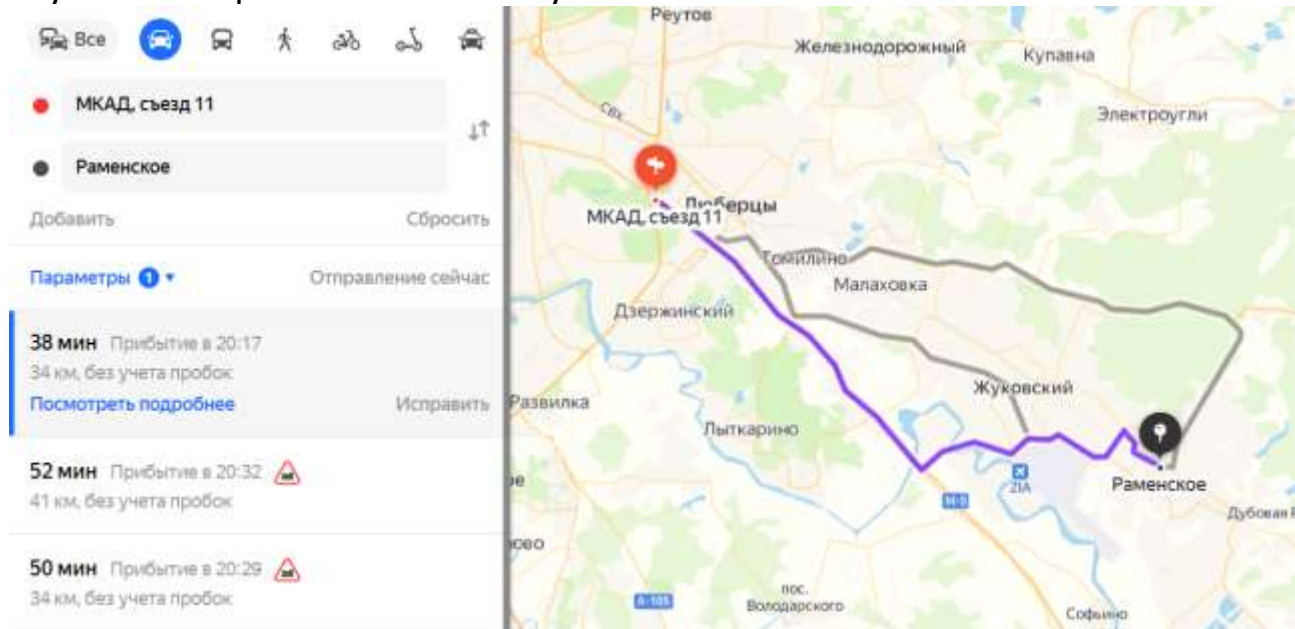 Все
МКАД, съезд 11
Раменское
Добавить
Сбросить
Параметры 1
Отправление сейчас
38 мин Прибытие в 20:17
34 км, без учета пробок
Посмотреть подробнее
Исправить
52 мин Прибытие в 20:32
41 км, без учета пробок
50 мин Прибытие в 20:29
34 км, без учета пробок
Реутов
Железнодорожный
Купавна
Электроугли
СВХ
Люберцы
МКАД, съезд 11
Томилино
Малаховка
Дзержинский
Жуковский
Развилка
Лыткарино
ZIA
Раменское
М-5
Дубовая
А-105
пос.
Володарского
Софьино